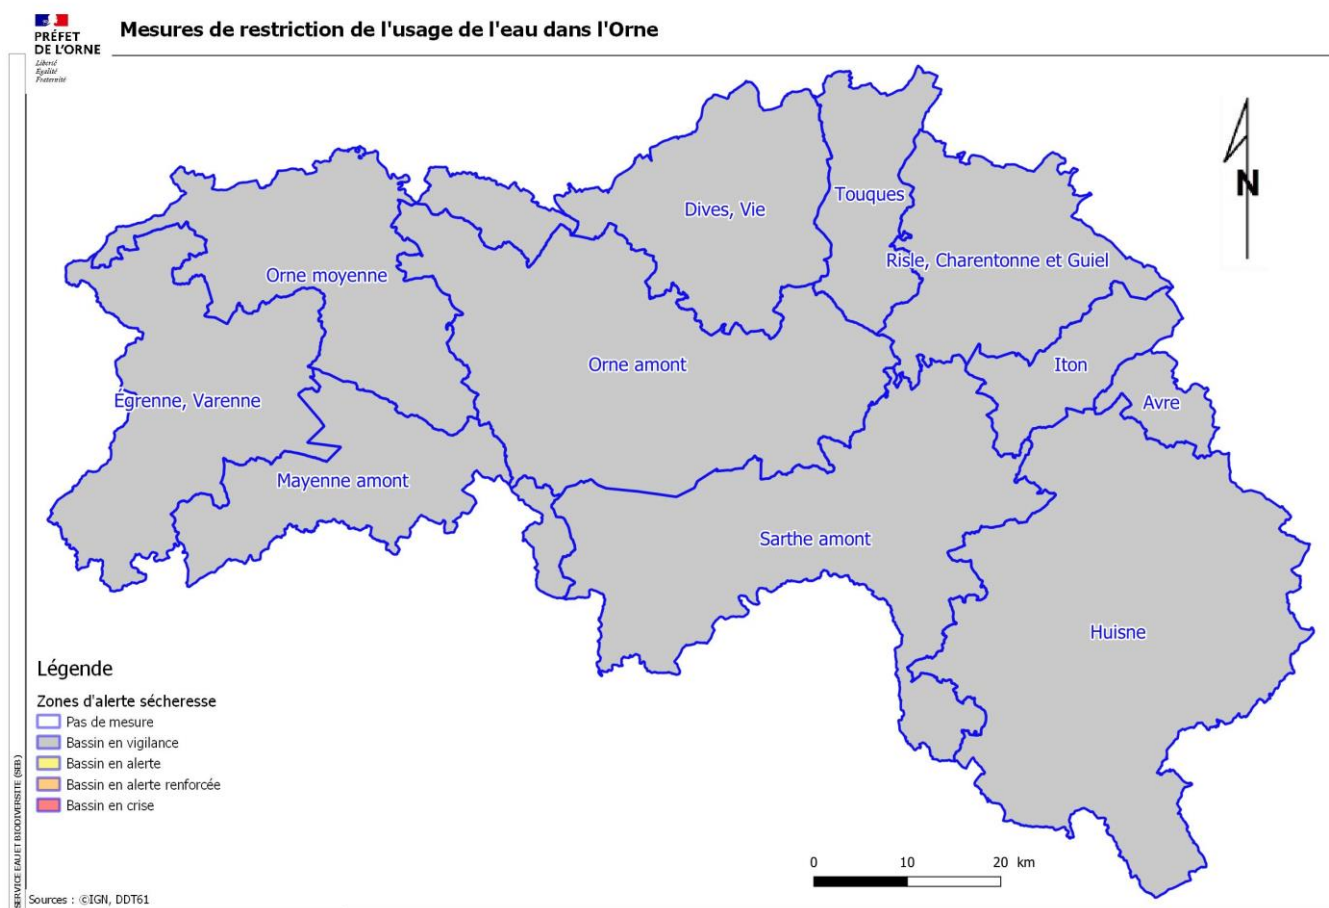 PRÉFET
DE L'ORNE
Liberté
Égalité
Fraternité
Mesures de restriction de l'usage de l'eau dans l'Orne
N
Dives, Vie
Touques
Risle, Charentonne et Guiel
Orne moyenne
Orne amont
Iton
Avre
Égrenne, Varenne
Mayenne amont
Sarthe amont
Huisne
Légende
Zones d'alerte sécheresse
Pas de mesure
Bassin en vigilance
Bassin en alerte
Bassin en alerte renforcée
Bassin en crise
0 10 20 km
SERVICE EAU ET BIODIVERSITE (SEB)
Sources : ©IGN, DDT61